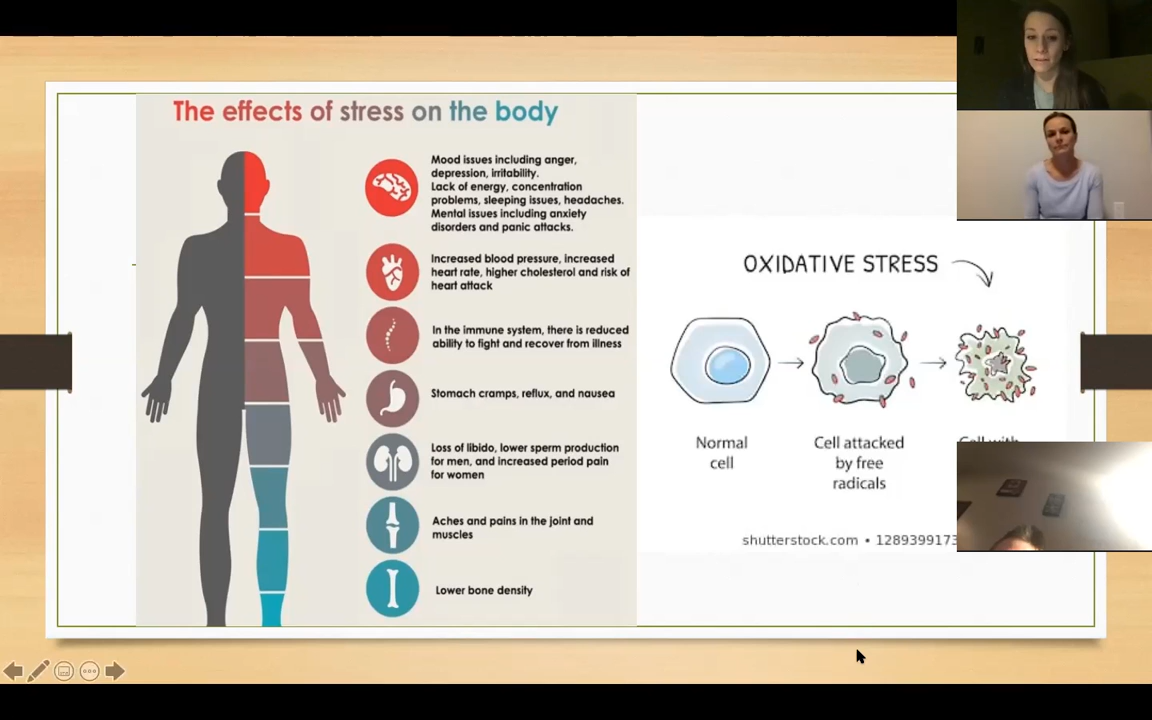 The effects of stress on the body
Mood issues including anger,
depression, irritability.
Lack of energy, concentration
problems, sleeping issues, headaches.
Mental issues including anxiety
disorders and panic attacks.
Increased blood pressure, increased
heart rate, higher cholesterol and risk of
heart attack
In the immune system, there is reduced
ability to fight and recover from illness
Stomach cramps, reflux, and nausea
Loss of libido, lower sperm production
for men, and increased period pain
for women
Aches and pains in the joint and
muscles
Lower bone density
OXIDATIVE STRESS
Normal
cell
Cell attacked
by free
radicals
Cell with
shutterstock.com • 1289399173